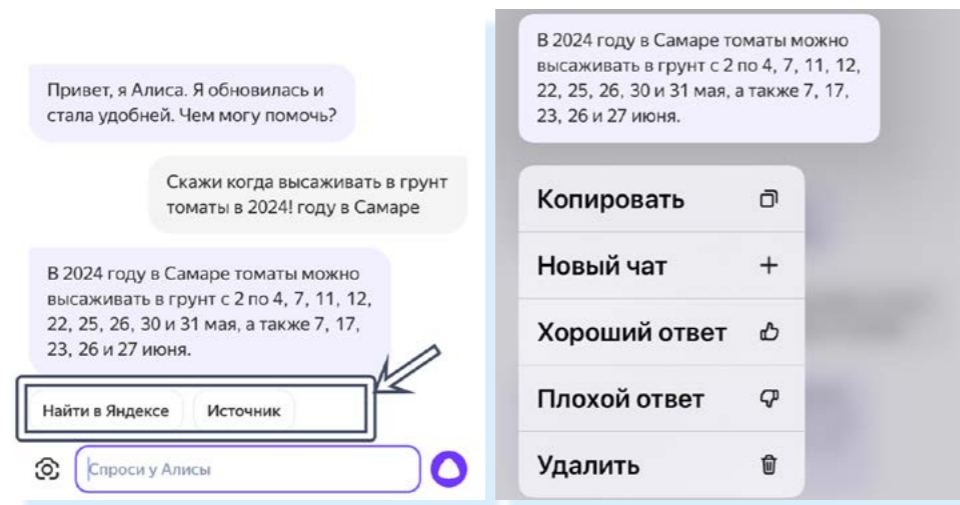 Привет, я Алиса. Я обновилась и
стала удобней. Чем могу помочь?
Скажи когда высаживать в грунт
томаты в 2024! году в Самаре
В 2024 году в Самаре томаты можно
высаживать в грунт с 2 по 4, 7, 11, 12,
22, 25, 26, 30 и 31 мая, а также 7, 17,
23, 26 и 27 июня.
Найти в Яндексе
Источник
Спроси у Алисы
В 2024 году в Самаре томаты можно
высаживать в грунт с 2 по 4, 7, 11, 12,
22, 25, 26, 30 и 31 мая, а также 7, 17,
23, 26 и 27 июня.
Копировать
Новый чат
Хороший ответ
Плохой ответ
Удалить